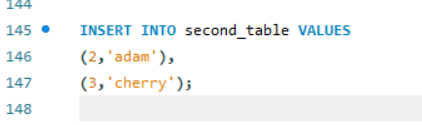 144
145 INSERT INTO second_table VALUES
146 (2,'adam'),
147 (3,'cherry');
148